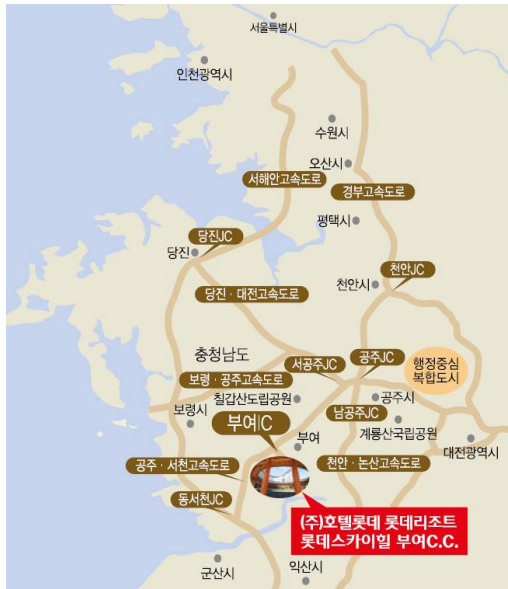 서울특별시
인천광역시
수원시
오산시
서해안고속도로
경부고속도로
평택시
당진JC
당진
천안JC
천안시
당진·대전고속도로
충청남도
서공주JC
공주JC
행정중심
복합도시
보령·공주고속도로
칠갑산도립공원
공주시
보령시
남공주JC
부여IC
계룡산국립공원
부여
대전광역시
공주·서천고속도로
천안·논산고속도로
동서천JC
(주)호텔롯데 롯데리조트
롯데스카이힐 부여C.C.
군산시
익산시